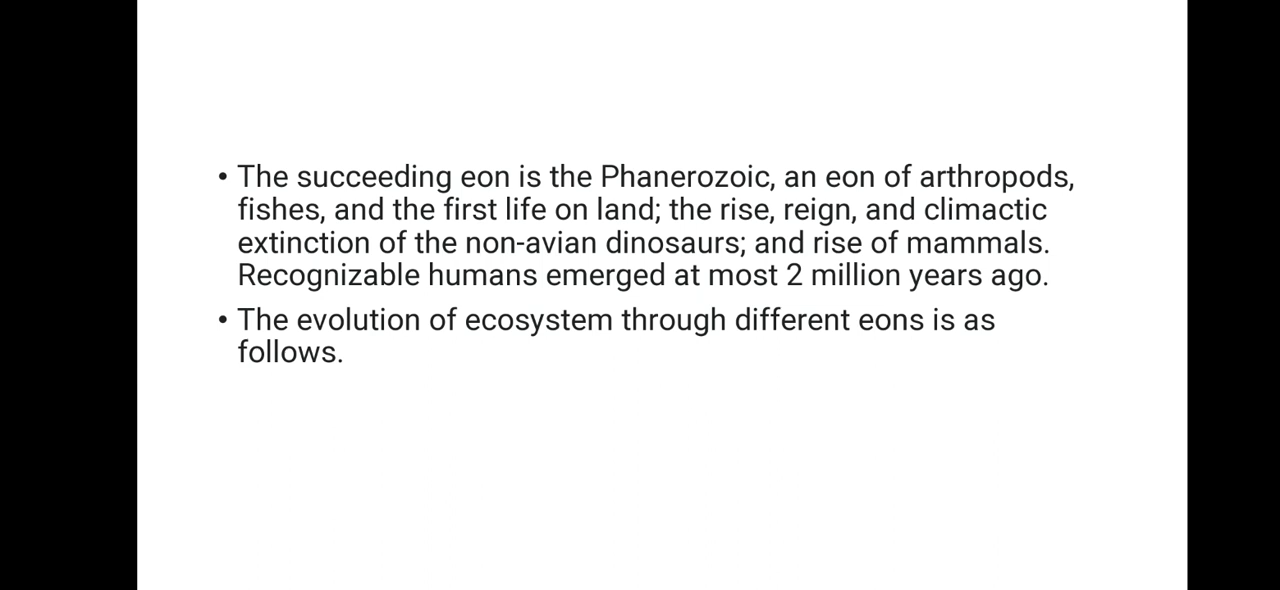 • The succeeding eon is the Phanerozoic, an eon of arthropods,
fishes, and the first life on land; the rise, reign, and climactic
extinction of the non-avian dinosaurs; and rise of mammals.
Recognizable humans emerged at most 2 million years ago.
• The evolution of ecosystem through different eons is as
follows.